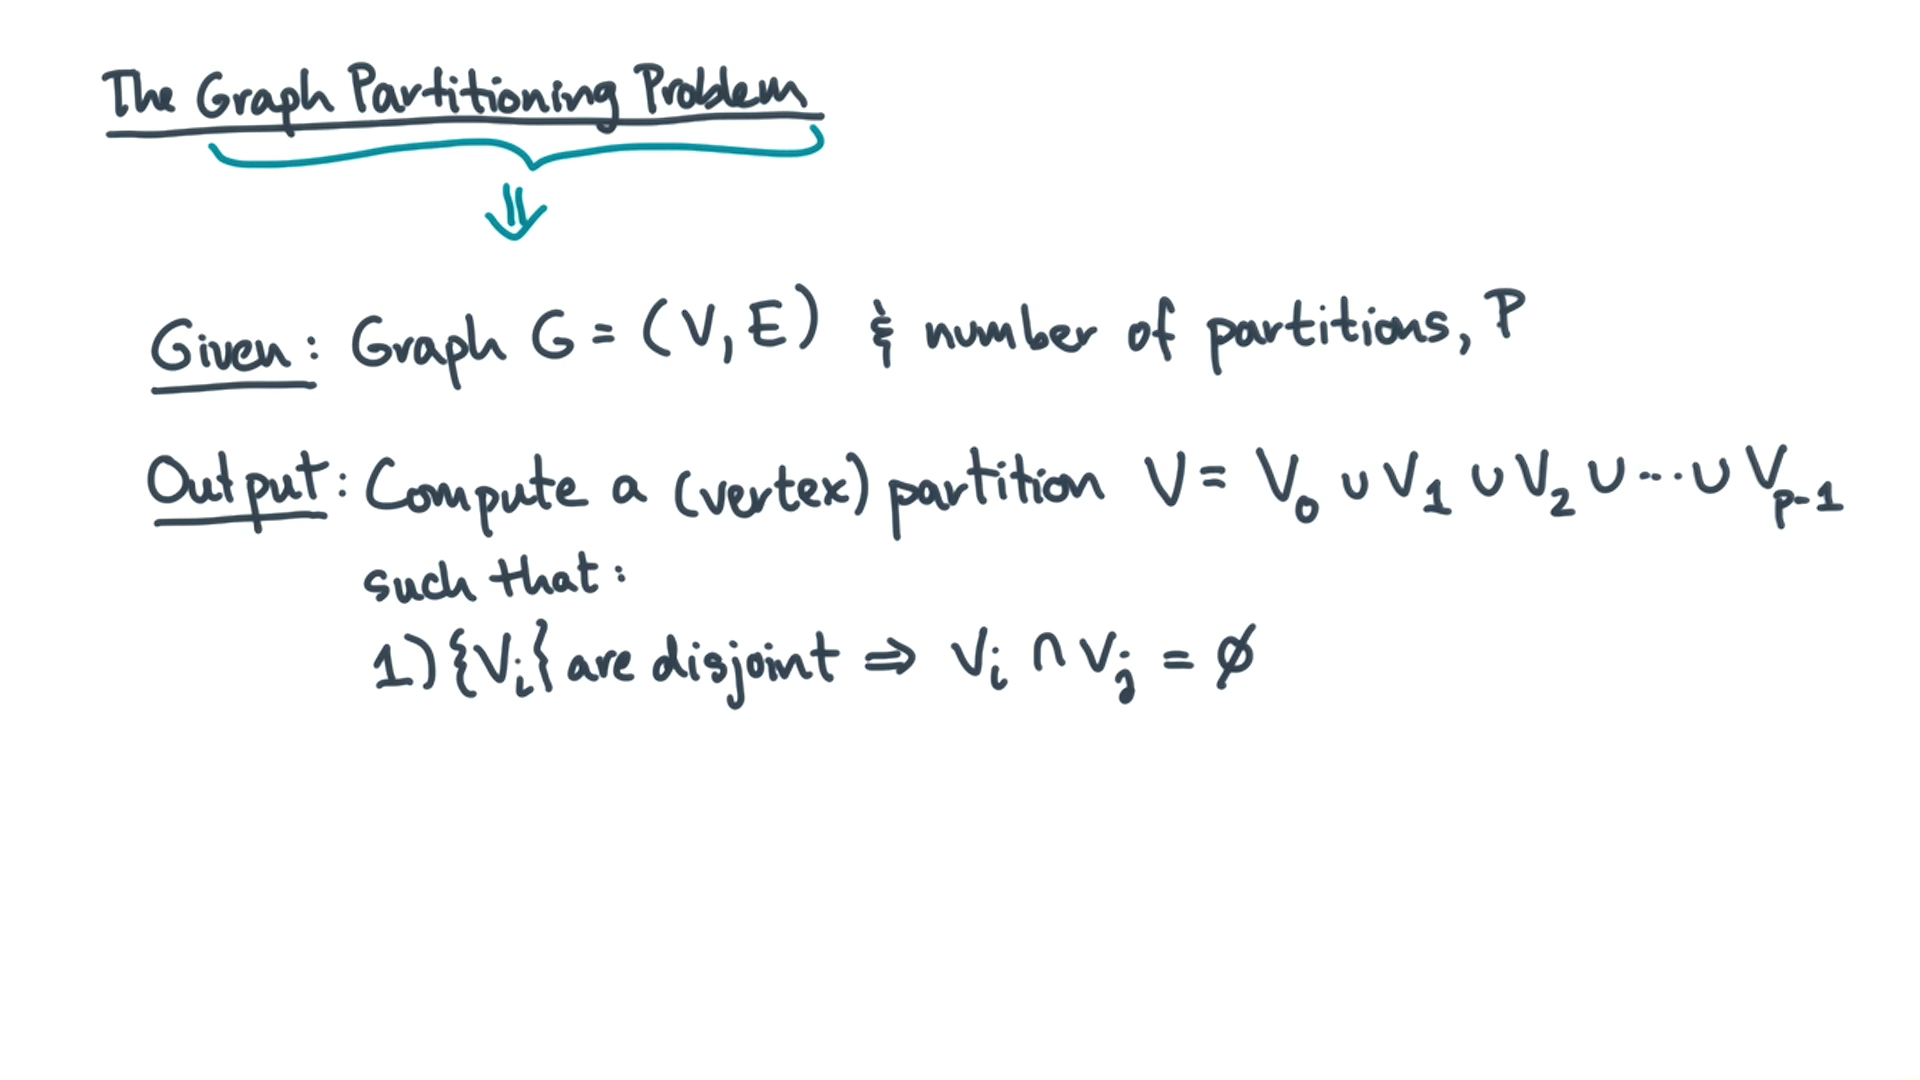 The Graph Partitioning Problem
Given: Graph G = (V, E) & number of partitions, P
Output: Compute a (vertex) partition V = V₀ ∪ V₁ ∪ V₂ ∪ ... ∪ Vₚ₋₁
such that:
1) {Vᵢ} are disjoint ⇒ Vᵢ ∩ Vⱼ = ∅